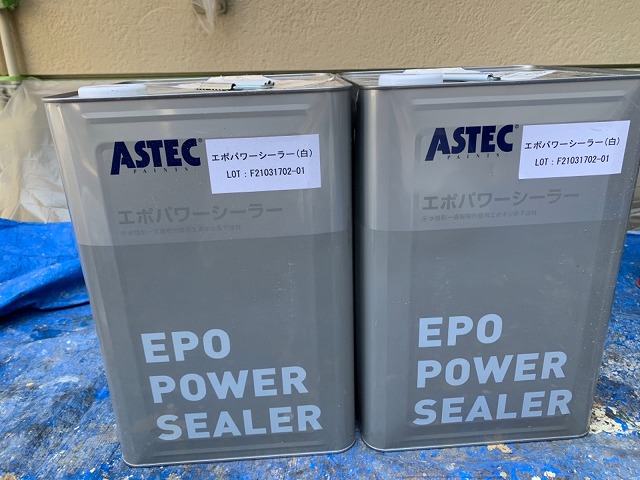 ASTEC
PAINTS
エポパワーシーラー(白)
LOT : F21031702-01
エポパワーシーラー
EPO
POWER
SEALER
ASTEC
PAINTS
エポパワーシーラー(白)
LOT : F21031702-01
エポパワーシーラー
EPO
POWER
SEALER